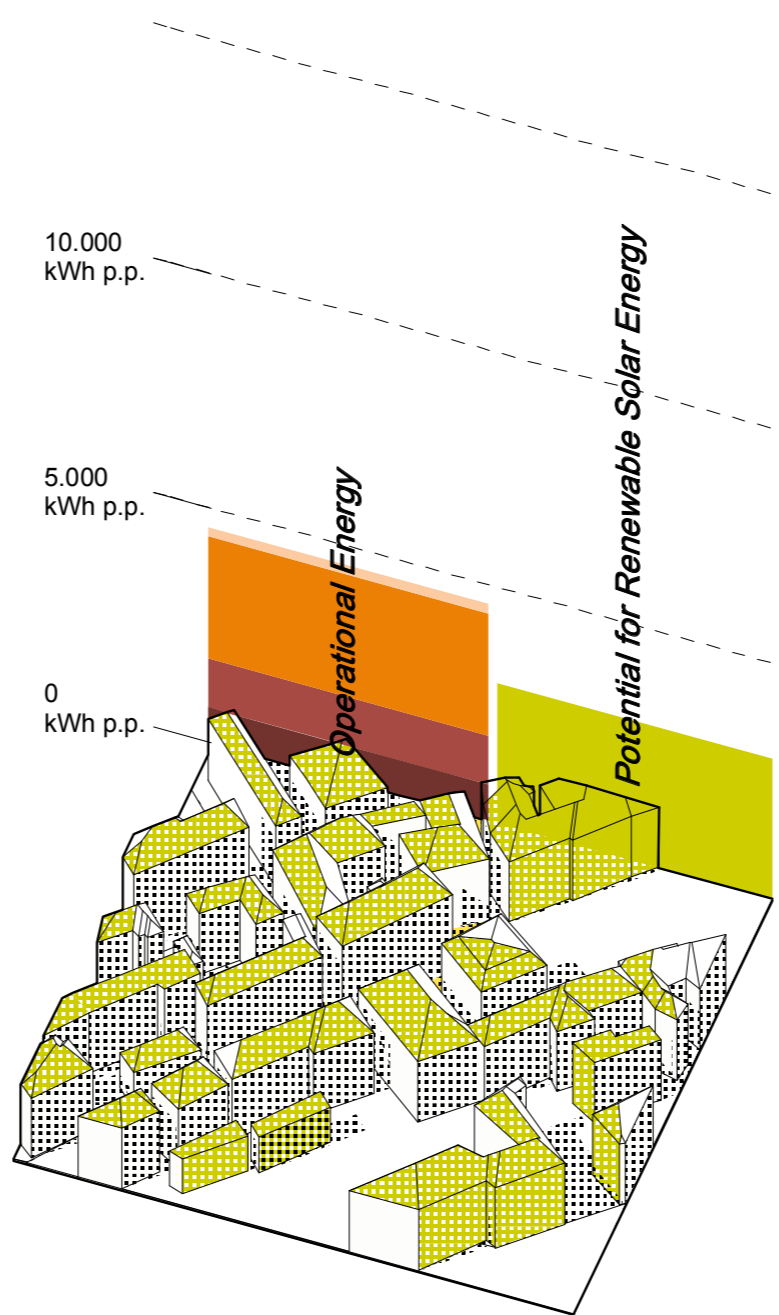 10.000
kWh p.p.
5.000
kWh p.p.
0
kWh p.p.
Operational Energy
Potential for Renewable Solar Energy